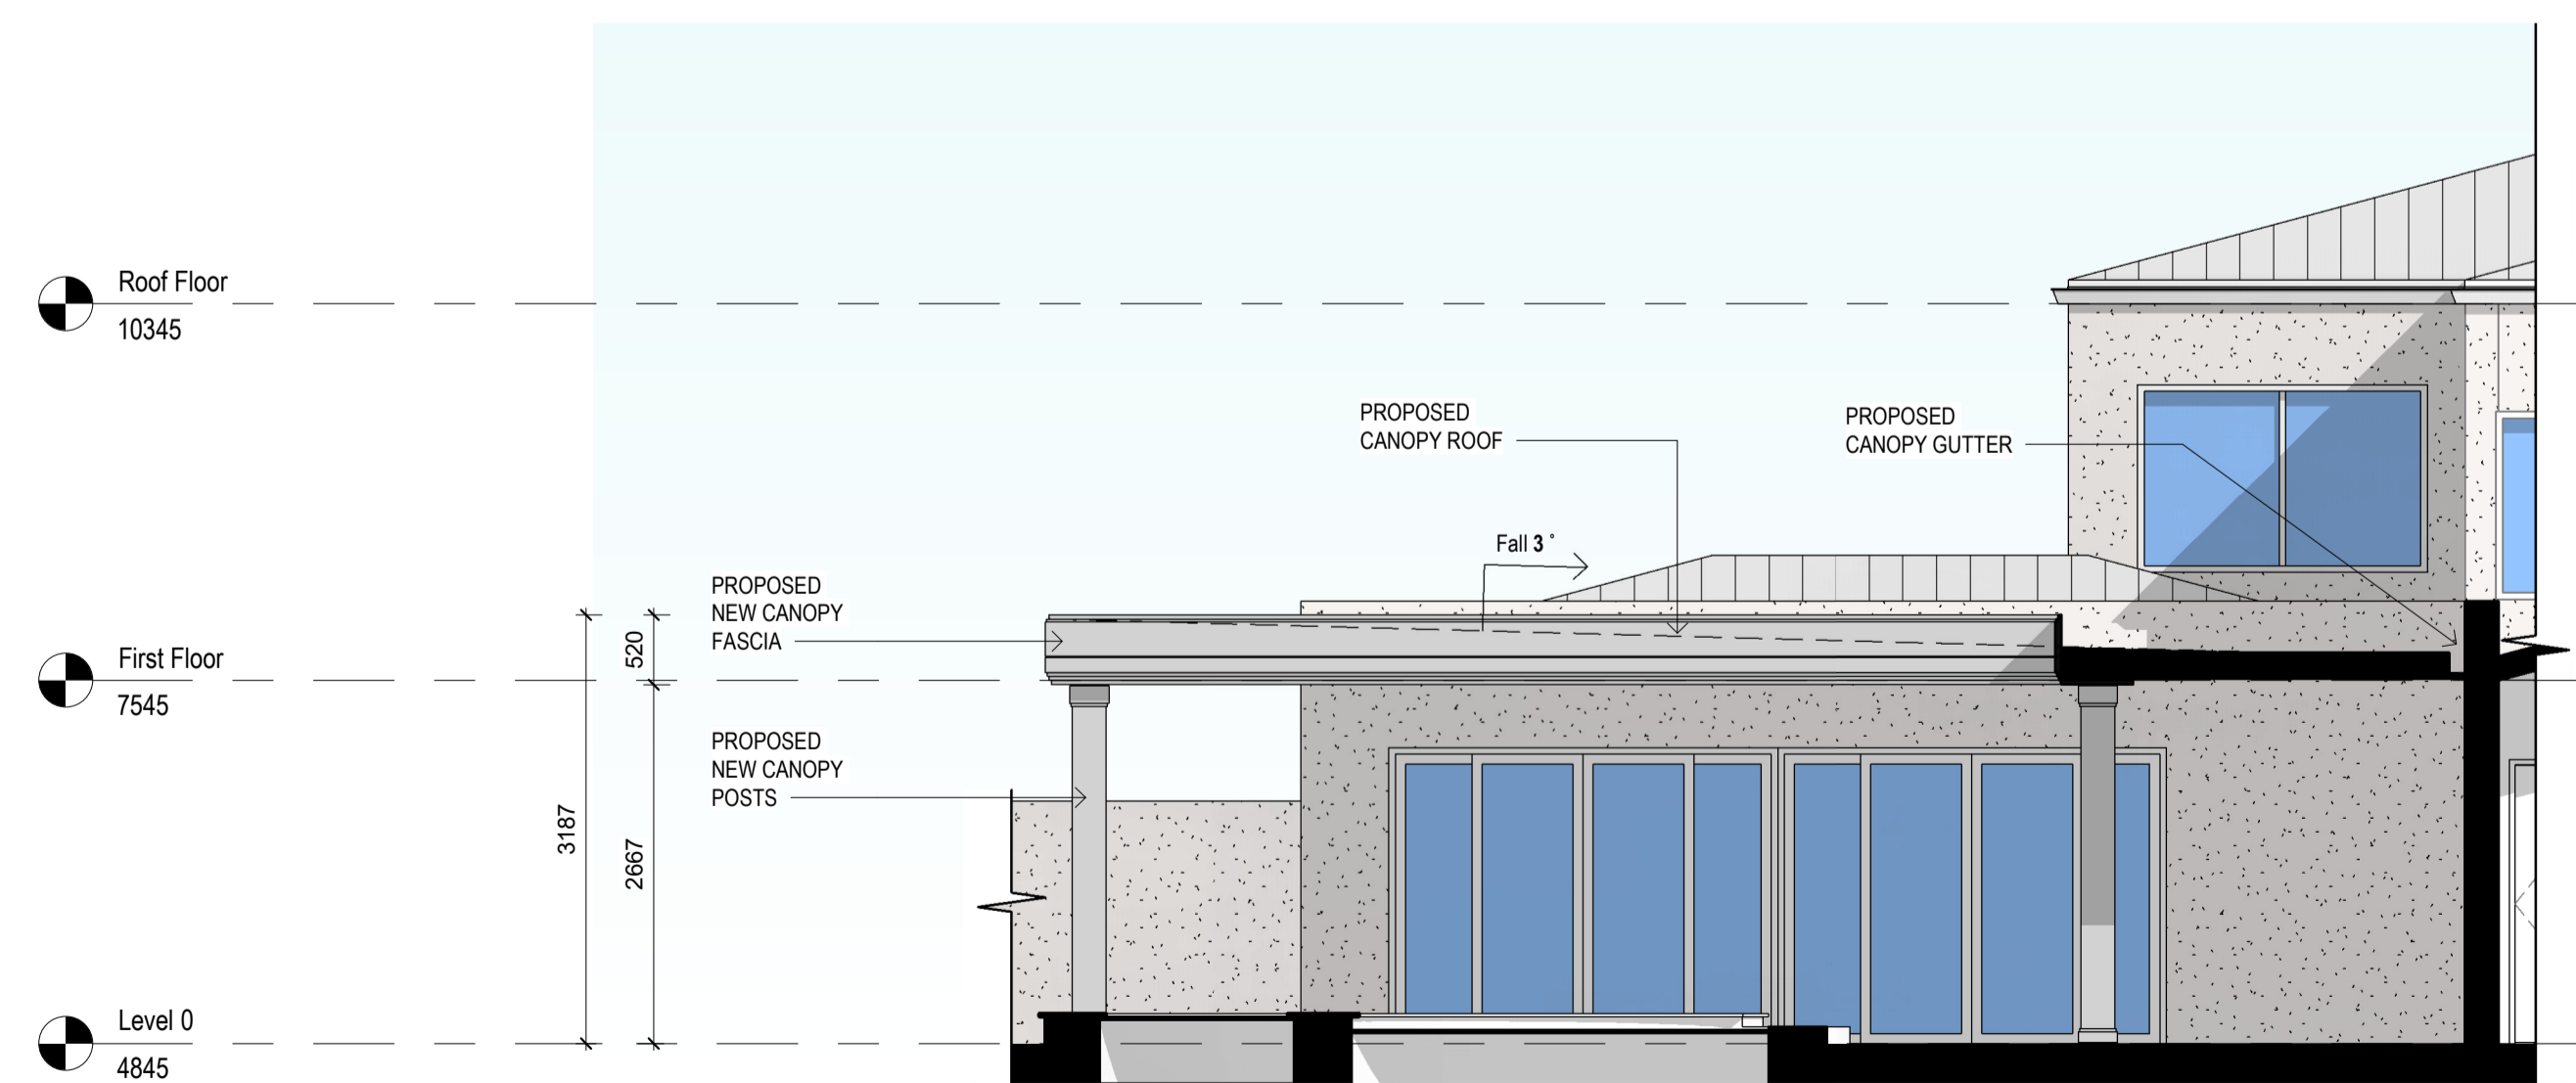 Roof Floor
10345
PROPOSED
CANOPY ROOF
PROPOSED
CANOPY GUTTER
Fall 3 °
PROPOSED
NEW CANOPY
FASCIA
520
First Floor
7545
PROPOSED
NEW CANOPY
POSTS
3187
2667
Level 0
4845